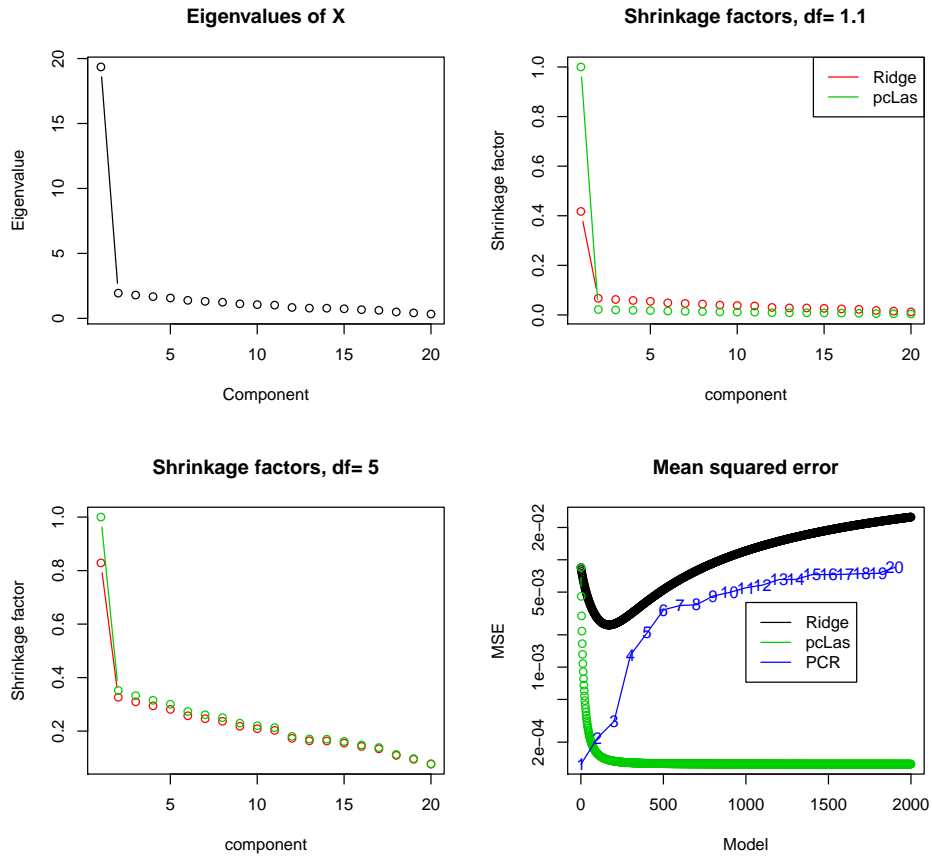 Eigenvalues of X
Eigenvalue
20
15
10
5
0
5 10 15 20
Component
Shrinkage factors, df= 1.1
Shrinkage factor
1.0
0.8
0.6
0.4
0.2
0.0
Ridge
pcLas
5 10 15 20
component
Shrinkage factors, df= 5
Shrinkage factor
1.0
0.8
0.6
0.4
0.2
5 10 15 20
component
Mean squared error
MSE
2e-02
5e-03
1e-03
2e-04
1 2 3 4 5 6 7 8 9 10 11 12 13 14 15 16 17 18 19 20
Ridge
pcLas
PCR
0 500 1000 1500 2000
Model